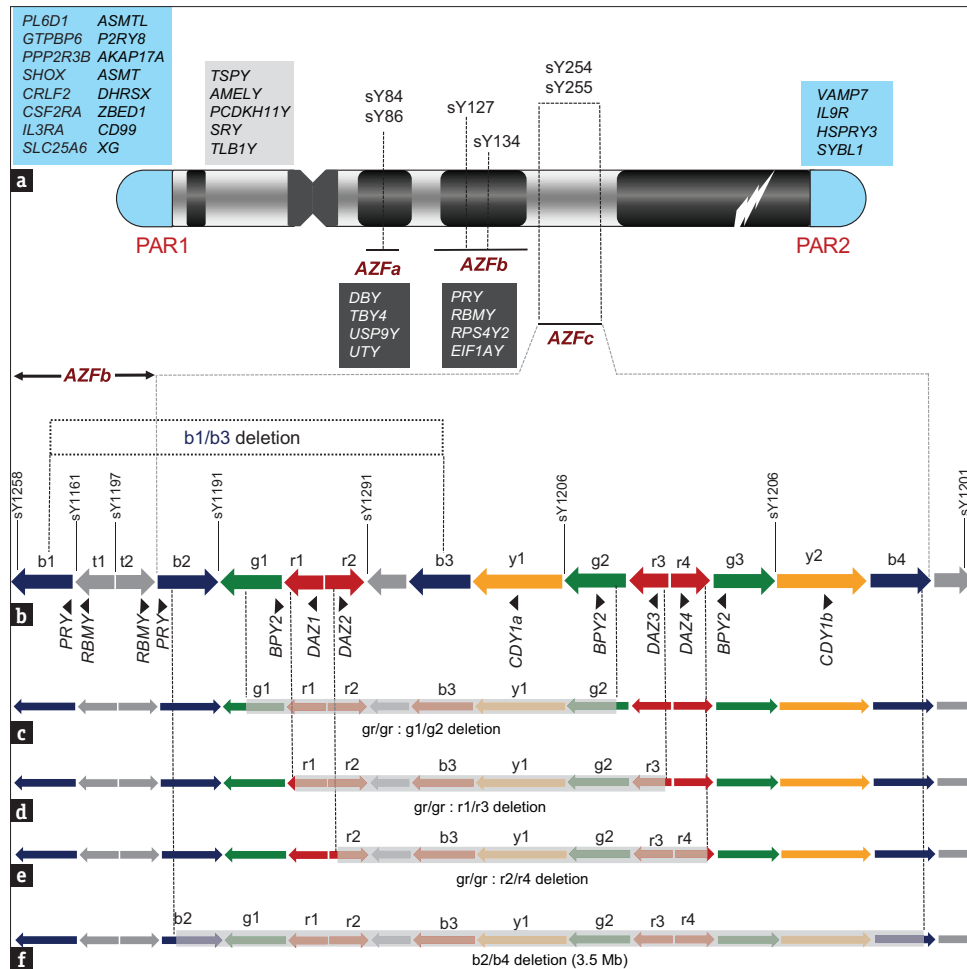 PL6D1 ASMTL
GTPBP6 P2RY8
PPP2R3B AKAP17A
SHOX ASMT
CRLF2 DHRSX
CSF2RA ZBED1
IL3RA CD99
SLC25A6 XG
TSPY
AMELY
PCDKH11Y
SRY
TLB1Y
sY84
sY86
sY127
sY134
sY254
sY255
VAMP7
IL9R
HSPRY3
SYBL1
a
PAR1
PAR2
AZFa
DBY
TBY4
USP9Y
UTY
AZFb
PRY
RBMY
RPS4Y2
EIF1AY
AZFc
AZFb
b1/b3 deletion
sY1258 sY1161 sY1197 sY1191 sY1291 sY1206 sY1206 sY1201
b1 t1 t2 b2 g1 r1 r2 b3 y1 g2 r3 r4 g3 y2 b4
b
PRY RBMY RBMY PRY BPY2 DAZ1 DAZ2 CDY1a BPY2 DAZ3 DAZ4 BPY2 CDY1b
g1 r1 r2 b3 y1 g2
c
gr/gr : g1/g2 deletion
r1 r2 b3 y1 g2 r3
d
gr/gr : r1/r3 deletion
r2 b3 y1 g2 r3 r4
e
gr/gr : r2/r4 deletion
b2 g1 r1 r2 b3 y1 g2 r3 r4
f
b2/b4 deletion (3.5 Mb)